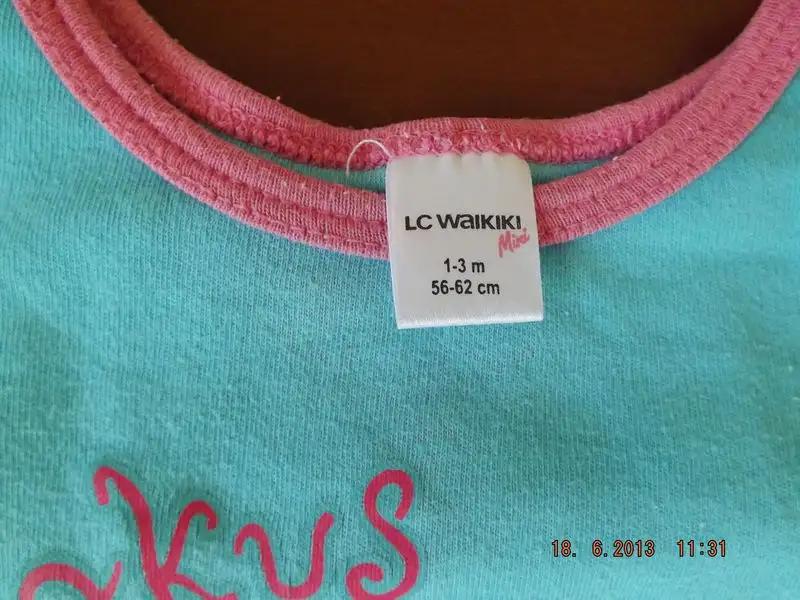 LC WAIKIKI
Mini
1-3 m
56-62 cm
18. 6.2013 11:31